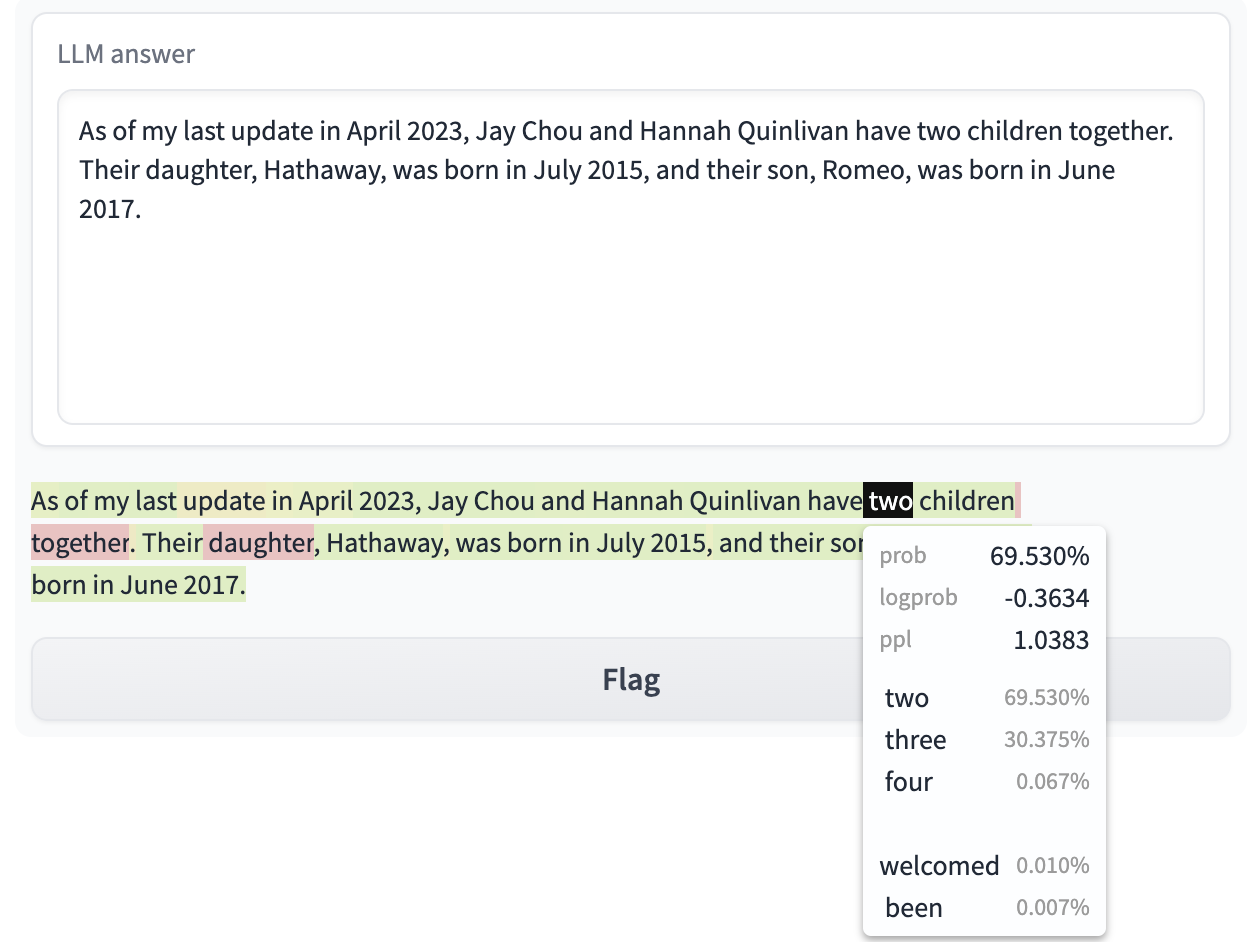 LLM answer
As of my last update in April 2023, Jay Chou and Hannah Quinlivan have two children together.
Their daughter, Hathaway, was born in July 2015, and their son, Romeo, was born in June
2017.
As of my last update in April 2023, Jay Chou and Hannah Quinlivan have two children
together. Their daughter, Hathaway, was born in July 2015, and their
born in June 2017.
prob 69.530%
logprob -0.3634
ppl 1.0383
two 69.530%
three 30.375%
four 0.067%
welcomed 0.010%
been 0.007%
Flag